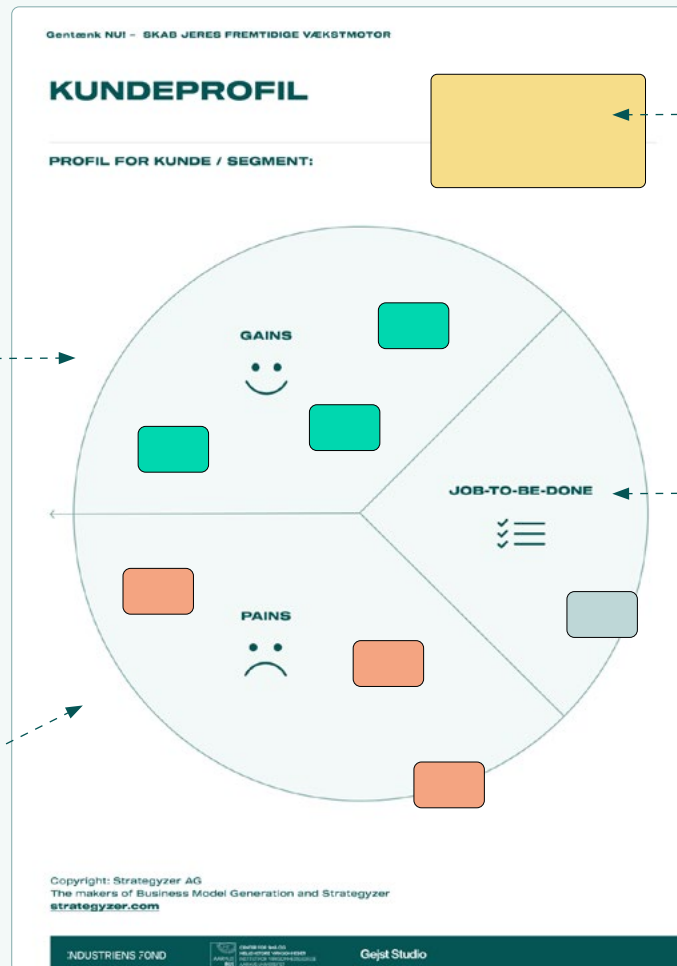 Gentænk NU! – SKAB JERES FREMTIDIGE VÆKSTMOTOR
KUNDEPROFIL
PROFIL FOR KUNDE / SEGMENT:
GAINS
JOB-TO-BE-DONE
PAINS
Copyright: Strategyzer AG
The makers of Business Model Generation and Strategyzer
strategyzer.com
INDUSTRIENS FOND
Gejst Studio